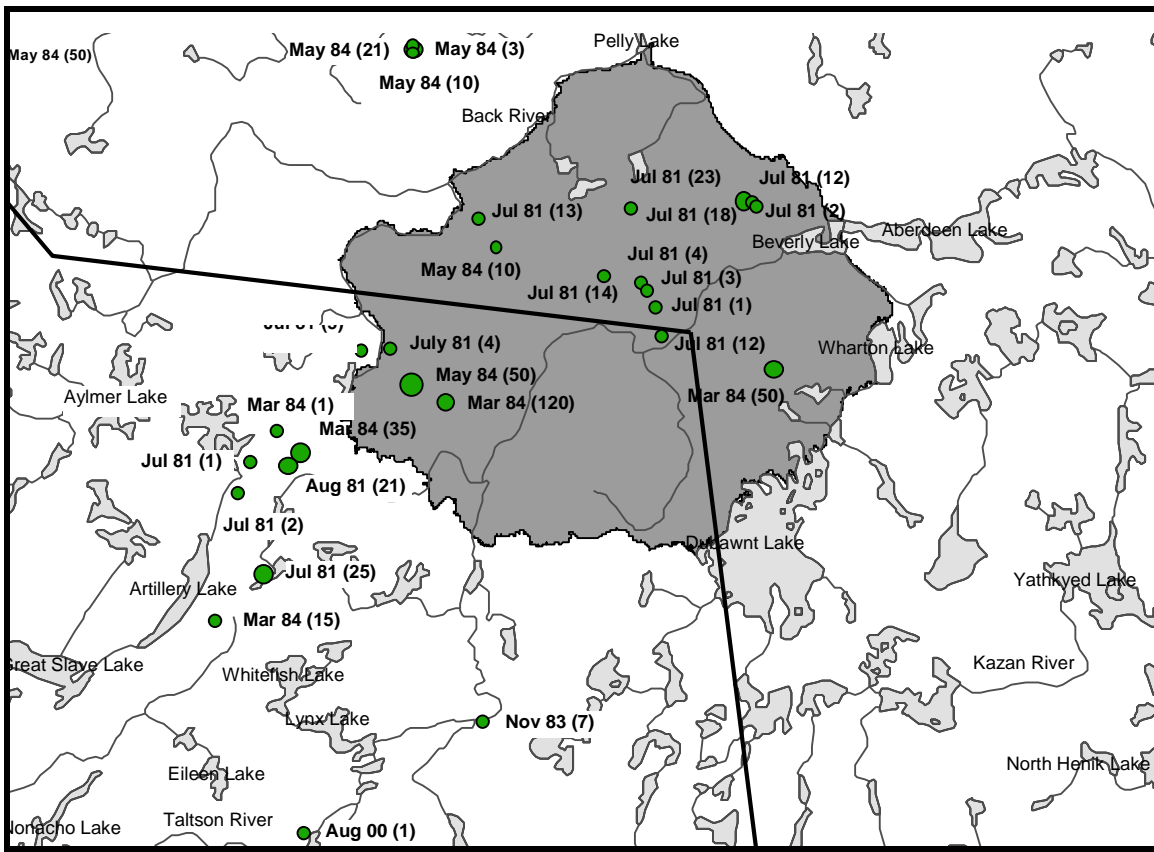 Pelly Lake
May 84 (21)
May 84 (3)
May 84 (50)
May 84 (10)
Back River
Jul 81 (23)
Jul 81 (12)
Jul 81 (13)
Jul 81 (18)
Jul 81 (2)
Aberdeen Lake
Beverly Lake
Jul 81 (4)
May 84 (10)
Jul 81 (3)
Jul 81 (14)
Jul 81 (1)
July 81 (4)
Jul 81 (12)
Wharton Lake
May 84 (50)
Aylmer Lake
Mar 84 (120)
Mar 84 (50)
Mar 84 (1)
Mar 84 (35)
Jul 81 (1)
Aug 81 (21)
Jul 81 (2)
Dubawnt Lake
Jul 81 (25)
Artillery Lake
Yathkyed Lake
Mar 84 (15)
Great Slave Lake
Kazan River
Whitefish Lake
Lynx Lake
Nov 83 (7)
Eileen Lake
North Henik Lake
Taltson River
Nonacho Lake
Aug 00 (1)